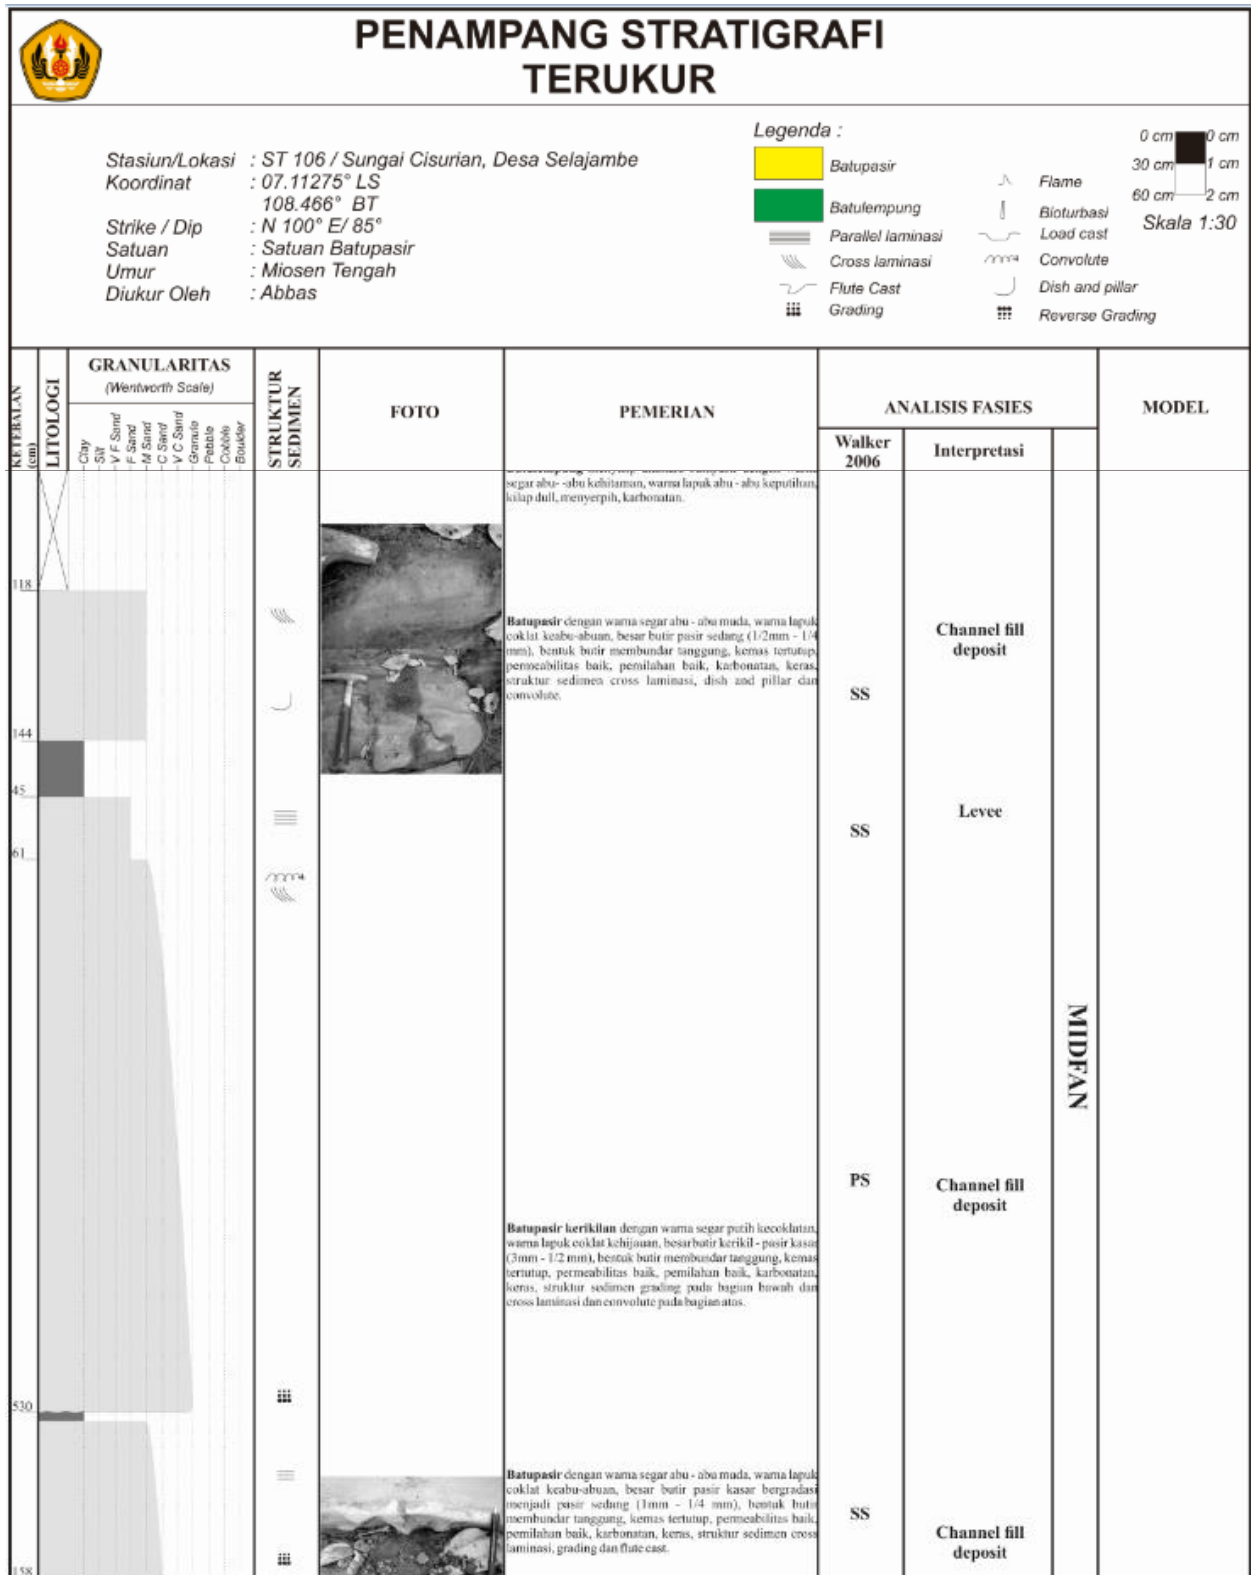 PENAMPANG STRATIGRAFI
TERUKUR
Stasiun/Lokasi : ST 106 / Sungai Cisurian, Desa Selajambe
Koordinat : 07.11275° LS
108.466° BT
Strike / Dip : N 100° E/ 85°
Satuan : Satuan Batupasir
Umur : Miosen Tengah
Diukur Oleh : Abbas
Legenda :
Batupasir
Batulempung
Parallel laminasi
Cross laminasi
Flute Cast
Grading
Flame
Bioturbasi
Load cast
Convolute
Dish and pillar
Reverse Grading
0 cm 0 cm
30 cm 1 cm
60 cm 2 cm
Skala 1:30
KETEBALAN
(cm)
LITOLOGI
GRANULARITAS
(Wentworth Scale)
Clay
Silt
V F Sand
F Sand
M Sand
C Sand
V C Sand
Granule
Pebble
Cobble
Boulder
STRUKTUR
SEDIMEN
FOTO
PEMERIAN
ANALISIS FASIES
Walker
2006
Interpretasi
MODEL
segar abu- -abu kehitaman, warna lapuk abu - abu keputihan,
kilap dull, menyerpih, karbonatan.
118
Batupasir dengan warna segar abu - abu muda, warna lapuk
coklat keabu-abuan, besar butir pasir sedang (1/2mm - 1/4
mm), bentuk butir membundar tanggung, kemas tertutup,
permeabilitas baik, pemilahan baik, karbonatan, keras,
struktur sedimen cross laminasi, dish and pillar dan
convolute.
SS
Channel fill
deposit
144
45
SS
Levee
61
MIDFAN
PS
Channel fill
deposit
Batupasir kerikilan dengan warna segar putih kecoklatan,
warna lapuk coklat kehijauan, besarbutir kerikil - pasir kasar
(3mm - 1/2 mm), bentuk butir membundar tanggung, kemas
tertutup, permeabilitas baik, pemilahan baik, karbonatan,
keras, struktur sedimen grading pada bagian bawah dan
cross laminasi dan convolute pada bagian atas.
530
Batupasir dengan warna segar abu - abu muda, warna lapuk
coklat keabu-abuan, besar butir pasir kasar bergradasi
menjadi pasir sedang (1mm - 1/4 mm), bentuk butir
membundar tanggung, kemas tertutup, permeabilitas baik,
pemilahan baik, karbonatan, keras, struktur sedimen cross
laminasi, grading dan flute cast.
SS
Channel fill
deposit
158